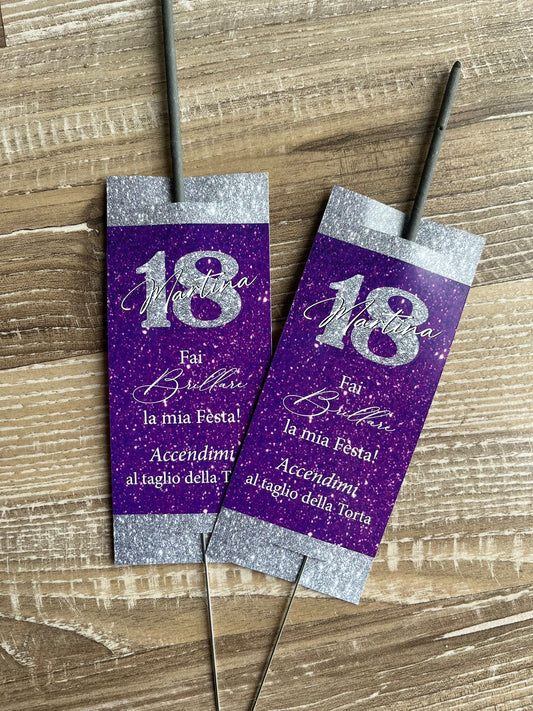 18
Martina
Fai
Brillare
la mia Festa!
Accendimi
al taglio della T
18
Martina
Fai
Brillare
la mia Festa!
Accendimi
al taglio della Torta